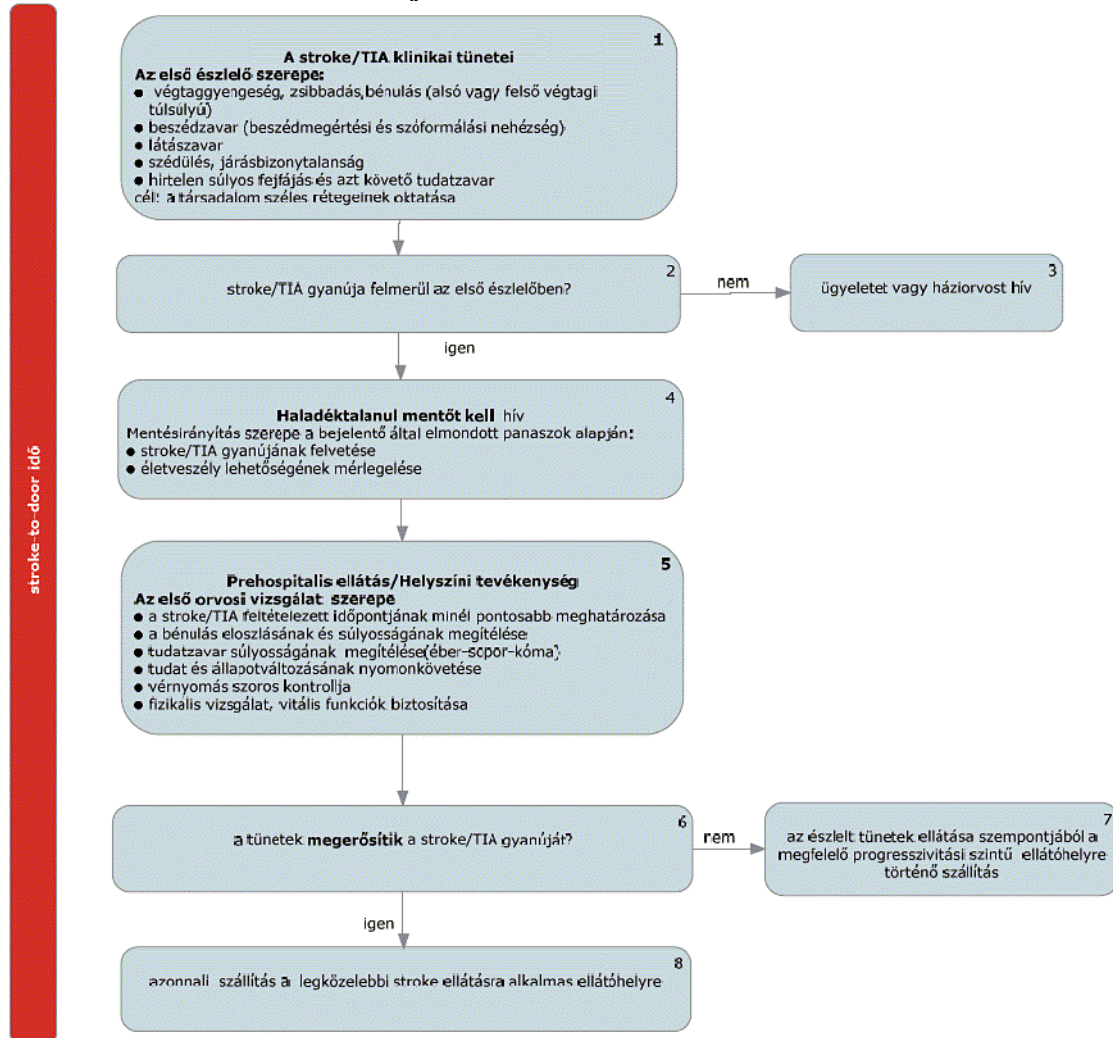 stroke-to-door idő
1
A stroke/TIA klinikai tünetei
Az első észlelő szerepe:
● végtaggyengeség, zsibbadás,bénulás (alsó vagy felső végtagi
túlsúlyú)
● beszédzavar (beszédmegértési és szóformálási nehézség)
● látászavar
● szédülés, járásbizonytalanság
● hirtelen súlyos fejfájás és azt követő tudatzavar
cél: a társadalom széles rétegeinek oktatása
2
stroke/TIA gyanúja felmerül az első észlelőben?
nem
3
ügyeletet vagy háziorvost hív
igen
4
Haladéktalanul mentőt kell hív
Mentésirányítás szerepe a bejelentő által elmondott panaszok alapján:
● stroke/TIA gyanújának felvetése
● életveszély lehetőségének mérlegelése
5
Prehospitalis ellátás/Helyszíni tevékenység
Az első orvosi vizsgálat szerepe
● a stroke/TIA feltételezett időpontjának minél pontosabb meghatározása
● a bénulás eloszlásának és súlyosságának megítélése
● tudatzavar súlyosságának megítélése(éber-sopor-kóma)
● tudat és állapotváltozásának nyomonkövetése
● vérnyomás szoros kontrollja
● fizikális vizsgálat, vitális funkciók biztosítása
6
a tünetek megerősítik a stroke/TIA gyanúját?
nem
7
az észlelt tünetek ellátása szempontjából a
megfelelő progresszivitási szintű ellátóhelyre
történő szállítás
igen
8
azonnali szállítás a legközelebbi stroke ellátásra alkalmas ellátóhelyre